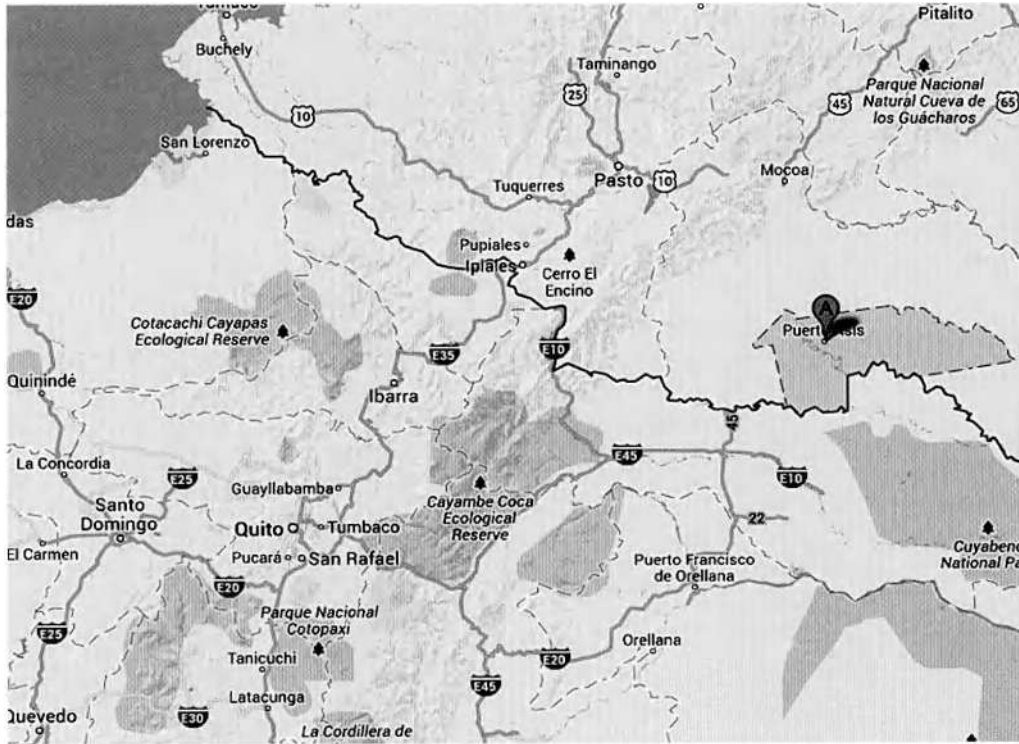 Buchely
Pitalito
Taminango
25
Parque Nacional
Natural Cueva de
los Guácharos
45
65
10
San Lorenzo
Pasto
10
Mocoa
Tuquerres
das
Pupiales
Ipiales
Cerro El
Encino
E20
A
Puerto Asis
Cotacachi Cayapas
Ecological Reserve
E35
E10
Quinindé
Ibarra
45
La Concordia
E25
E45
E10
Guayllabamba
Cayambe Coca
Ecological
Reserve
Santo
Domingo
Quito
Tumbaco
22
El Carmen
Pucará
San Rafael
Cuyabeno
National Pa
Puerto Francisco
de Orellana
E20
Parque Nacional
Cotopaxi
E25
Orellana
E20
Tanicuchi
E45
Latacunga
Quevedo
E30
La Cordillera de